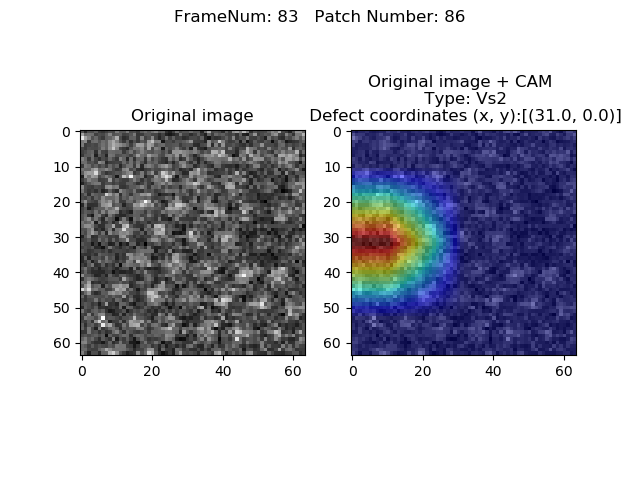 FrameNum: 83   Patch Number: 86
Original image
Original image + CAM
Type: Vs2
Defect coordinates (x, y):[(31.0, 0.0)]
0
10
20
30
40
50
60
0 20 40 60
0
10
20
30
40
50
60
0 20 40 60